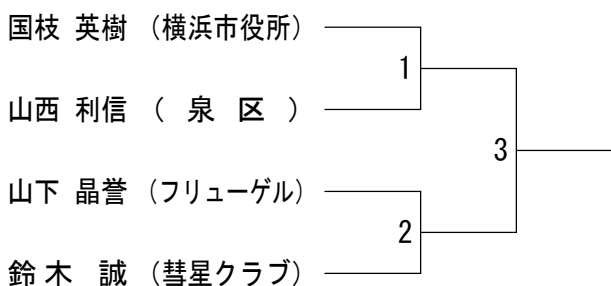 国枝 英樹 (横浜市役所)
1
山西 利信 ( 泉 区 )
3
山下 晶誉 (フリューゲル)
2
鈴木 誠 (彗星クラブ)